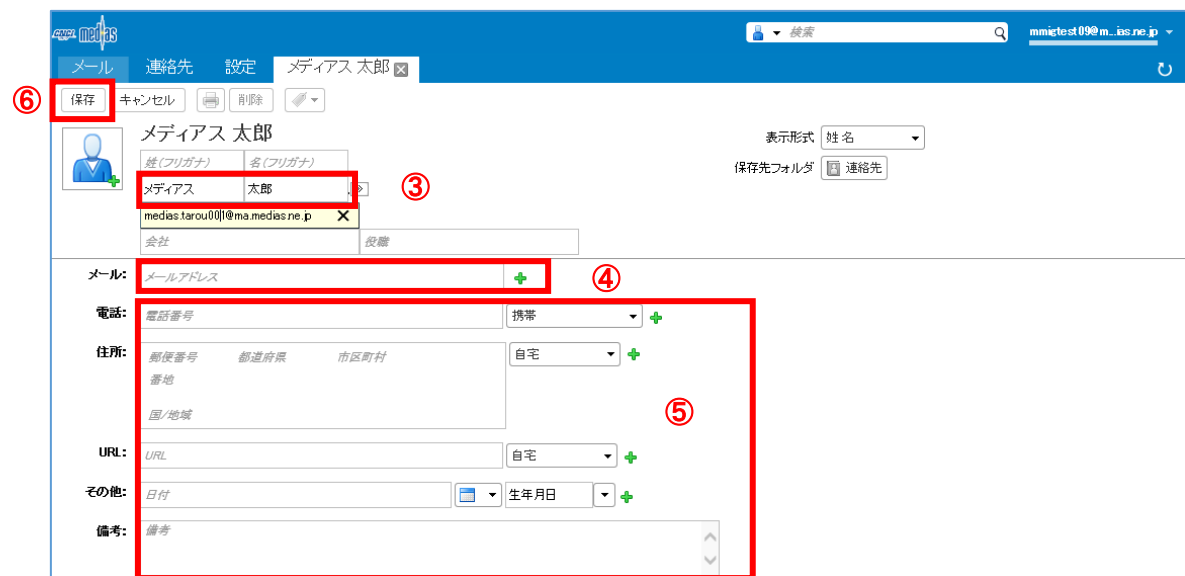 CNCI medias
検索
mmigtest09@m...ias.ne.jp
メール 連絡先 設定 メディアス 太郎
⑥ 保存 キャンセル 削除
メディアス 太郎
表示形式 姓 名
姓(フリガナ) 名(フリガナ)
保存先フォルダ 連絡先
メディアス 太郎 , ③
medias.tarou001@ma.medias.ne.jp
会社 役職
メール: メールアドレス ④
電話: 電話番号 携帯
住所: 郵便番号 都道府県 市区町村 自宅
番地
国/地域
⑤
URL: URL 自宅
その他: 日付 生年月日
備考: 備考